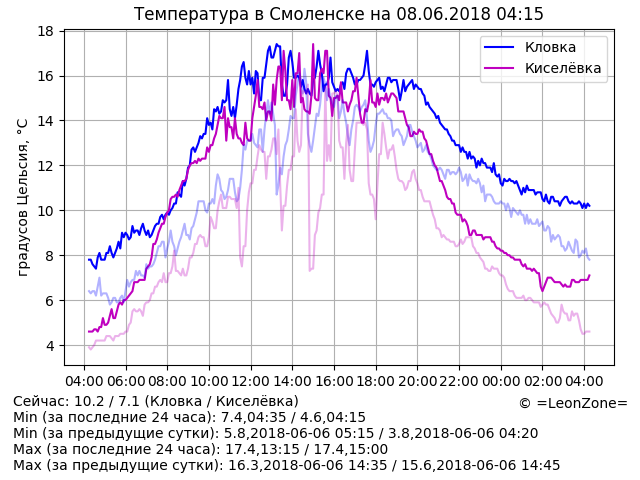 Температура в Смоленске на 08.06.2018 04:15
градусов Цельсия, °C
18
16
14
12
10
8
6
4
Кловка
Киселёвка
04:00 06:00 08:00 10:00 12:00 14:00 16:00 18:00 20:00 22:00 00:00 02:00 04:00
Сейчас: 10.2 / 7.1 (Кловка / Киселёвка)
© =LeonZone=
Min (за последние 24 часа): 7.4,04:35 / 4.6,04:15
Min (за предыдущие сутки): 5.8,2018-06-06 05:15 / 3.8,2018-06-06 04:20
Max (за последние 24 часа): 17.4,13:15 / 17.4,15:00
Max (за предыдущие сутки): 16.3,2018-06-06 14:35 / 15.6,2018-06-06 14:45